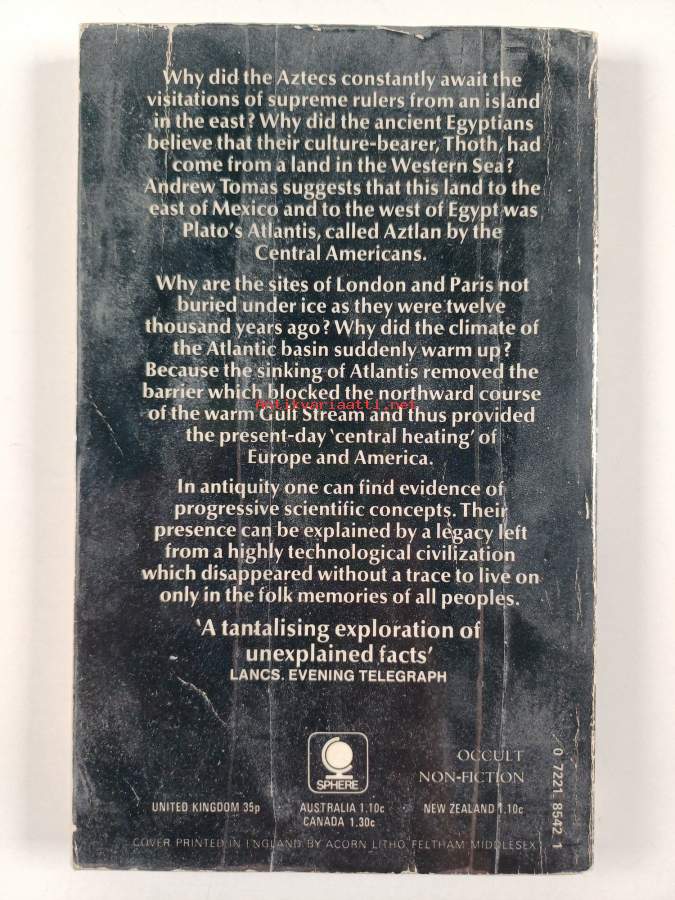 Why did the Aztecs constantly await the
visitations of supreme rulers from an island
in the east? Why did the ancient Egyptians
believe that their culture-bearer, Thoth, had
come from a land in the Western Sea?
Andrew Tomas suggests that this land to the
east of Mexico and to the west of Egypt was
Plato's Atlantis, called Aztlan by the
Central Americans.
Why are the sites of London and Paris not
buried under ice as they were twelve
thousand years ago? Why did the climate of
the Atlantic basin suddenly warm up?
Because the sinking of Atlantis removed the
barrier which blocked the northward course
antikvariaatti.net
of the warm Gulf Stream and thus provided
the present-day 'central heating' of
Europe and America.
In antiquity one can find evidence of
progressive scientific concepts. Their
presence can be explained by a legacy left
from a highly technological civilization
which disappeared without a trace to live on
only in the folk memories of all peoples.
'A tantalising exploration of
unexplained facts'
LANCS. EVENING TELEGRAPH
SPHERE
OCCULT
NON-FICTION
0 7221 8542 1
UNITED KINGDOM 35p · AUSTRALIA 1.10c · NEW ZEALAND 1.10c
CANADA 1.30c
COVER PRINTED IN ENGLAND BY ACORN LITHO FELTHAM MIDDLESEX